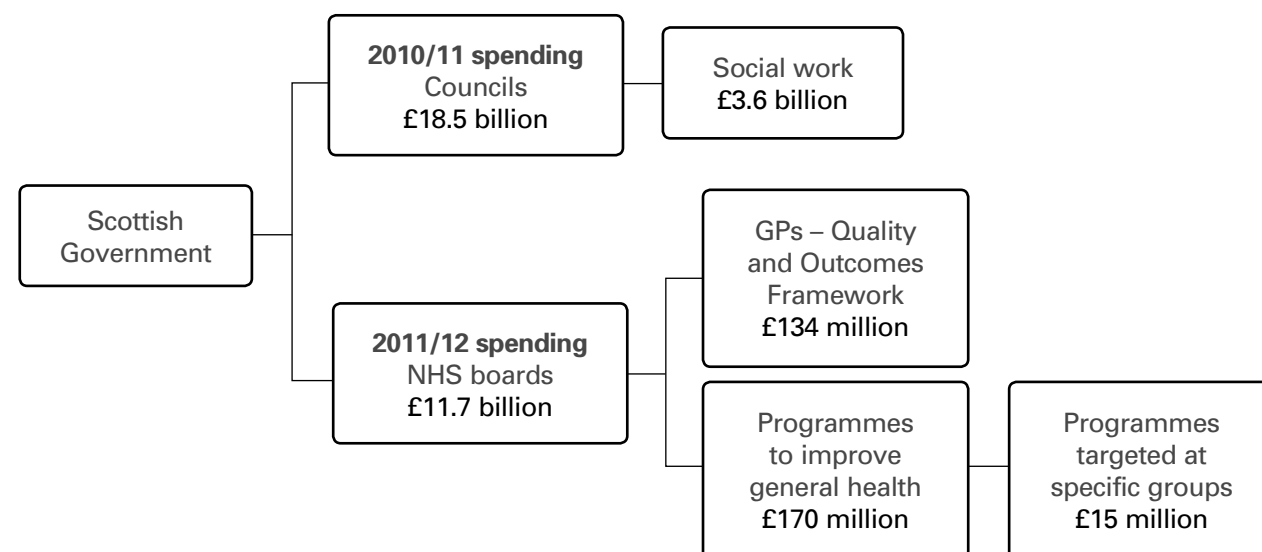 2010/11 spending
Councils
£18.5 billion
Social work
£3.6 billion
Scottish
Government
GPs – Quality
and Outcomes
Framework
£134 million
2011/12 spending
NHS boards
£11.7 billion
Programmes
to improve
general health
£170 million
Programmes
targeted at
specific groups
£15 million